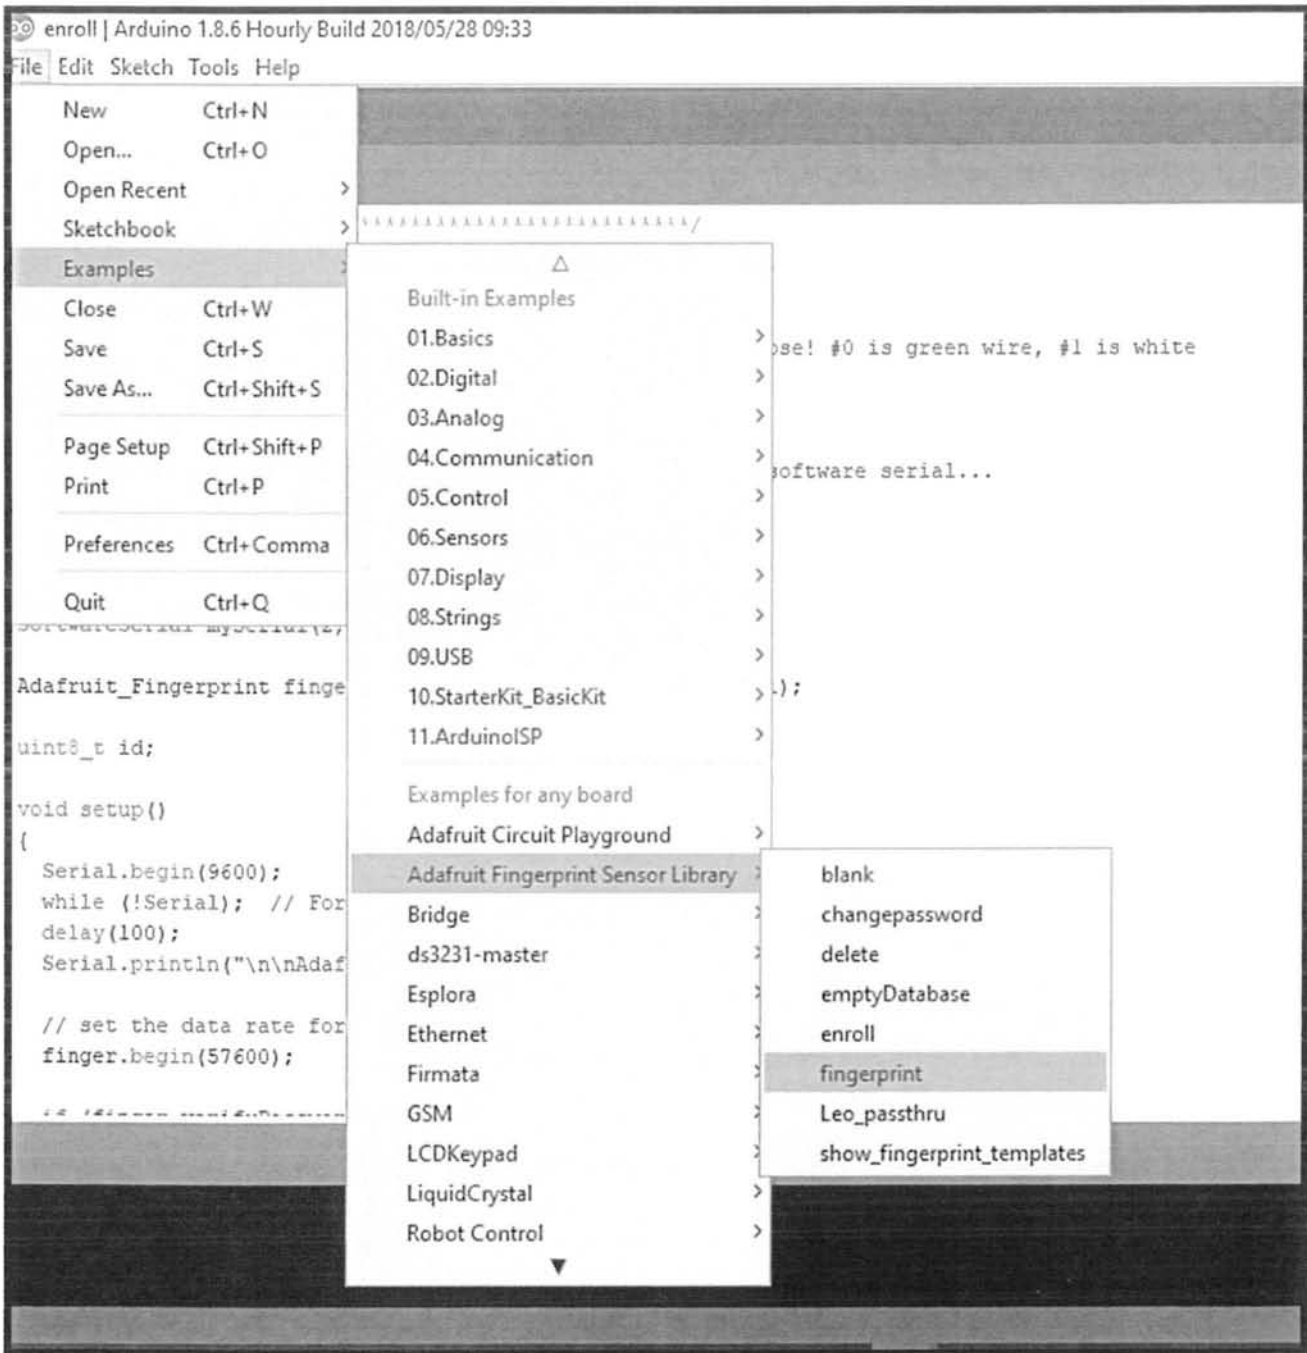 enroll | Arduino 1.8.6 Hourly Build 2018/05/28 09:33
File Edit Sketch Tools Help
New Ctrl+N
Open... Ctrl+O
Open Recent
Sketchbook
Examples
Close Ctrl+W
Save Ctrl+S
Save As... Ctrl+Shift+S
Page Setup Ctrl+Shift+P
Print Ctrl+P
Preferences Ctrl+Comma
Quit Ctrl+Q
Built-in Examples
01.Basics
02.Digital
03.Analog
04.Communication
05.Control
06.Sensors
07.Display
08.Strings
09.USB
10.StarterKit_BasicKit
11.ArduinoISP
Examples for any board
Adafruit Circuit Playground
Adafruit Fingerprint Sensor Library
Bridge
ds3231-master
Esplora
Ethernet
Firmata
GSM
LCDKeypad
LiquidCrystal
Robot Control
blank
changepassword
delete
emptyDatabase
enroll
fingerprint
Leo_passthru
show_fingerprint_templates
ose! #0 is green wire, #1 is white
software serial...
Adafruit_Fingerprint finge
.);
uint8_t id;
void setup()
{
Serial.begin(9600);
while (!Serial); // For
delay(100);
Serial.println("\n\nAdaf
// set the data rate for
finger.begin(57600);